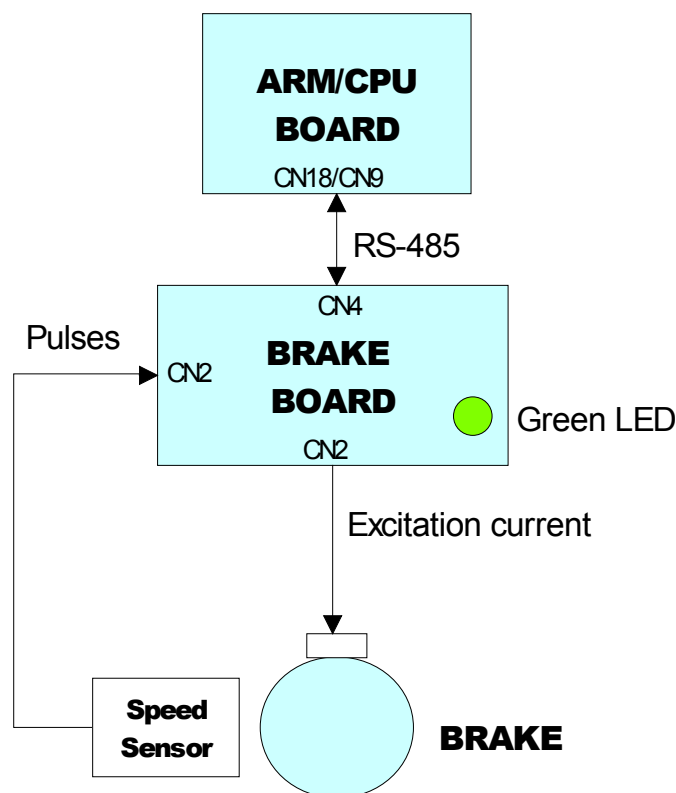 ARM/CPU
BOARD
CN18/CN9
RS-485
CN4
Pulses
BRAKE
CN2
BOARD
Green LED
CN2
Excitation current
Speed
Sensor
BRAKE